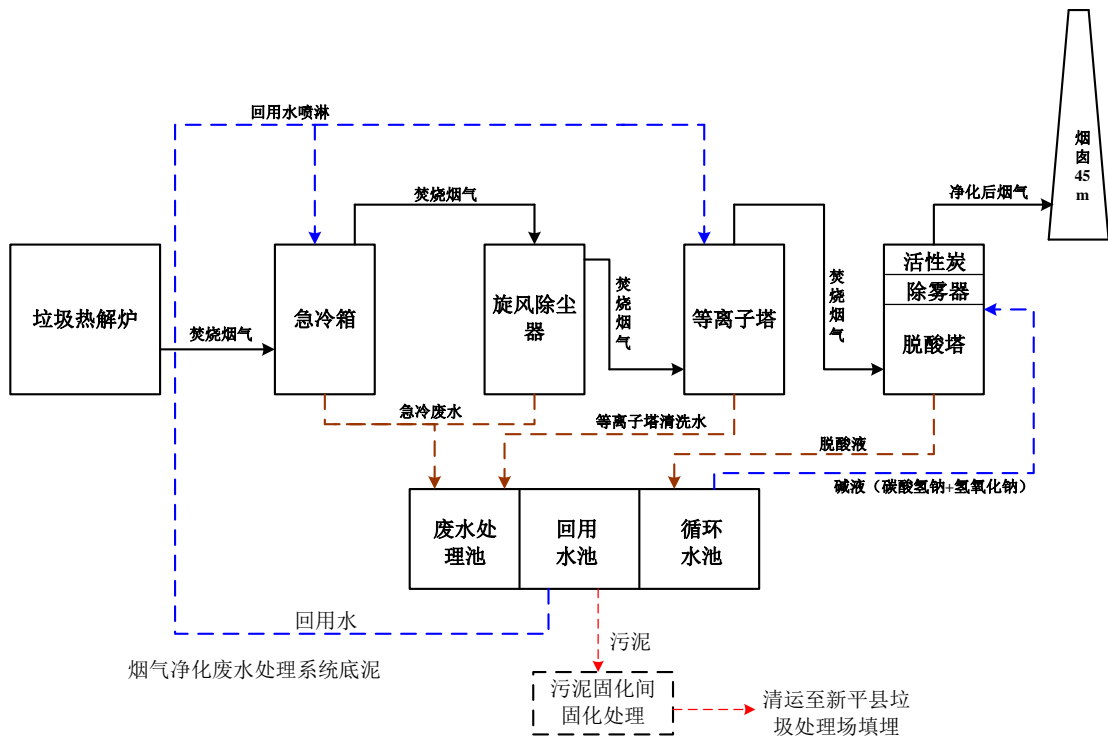 回用水喷淋
烟
囱
45
m
焚烧烟气
净化后烟气
垃圾热解炉
焚烧烟气
急冷箱
旋风除尘
器
焚
烧
烟
气
等离子塔
焚
烧
烟
气
活性炭
除雾器
脱酸塔
急冷废水
等离子塔清洗水
脱酸液
碱液（碳酸氢钠+氢氧化钠）
废水处
理池
回用
水池
循环
水池
回用水
污泥
烟气净化废水处理系统底泥
污泥固化间
固化处理
清运至新平县垃
圾处理场填埋